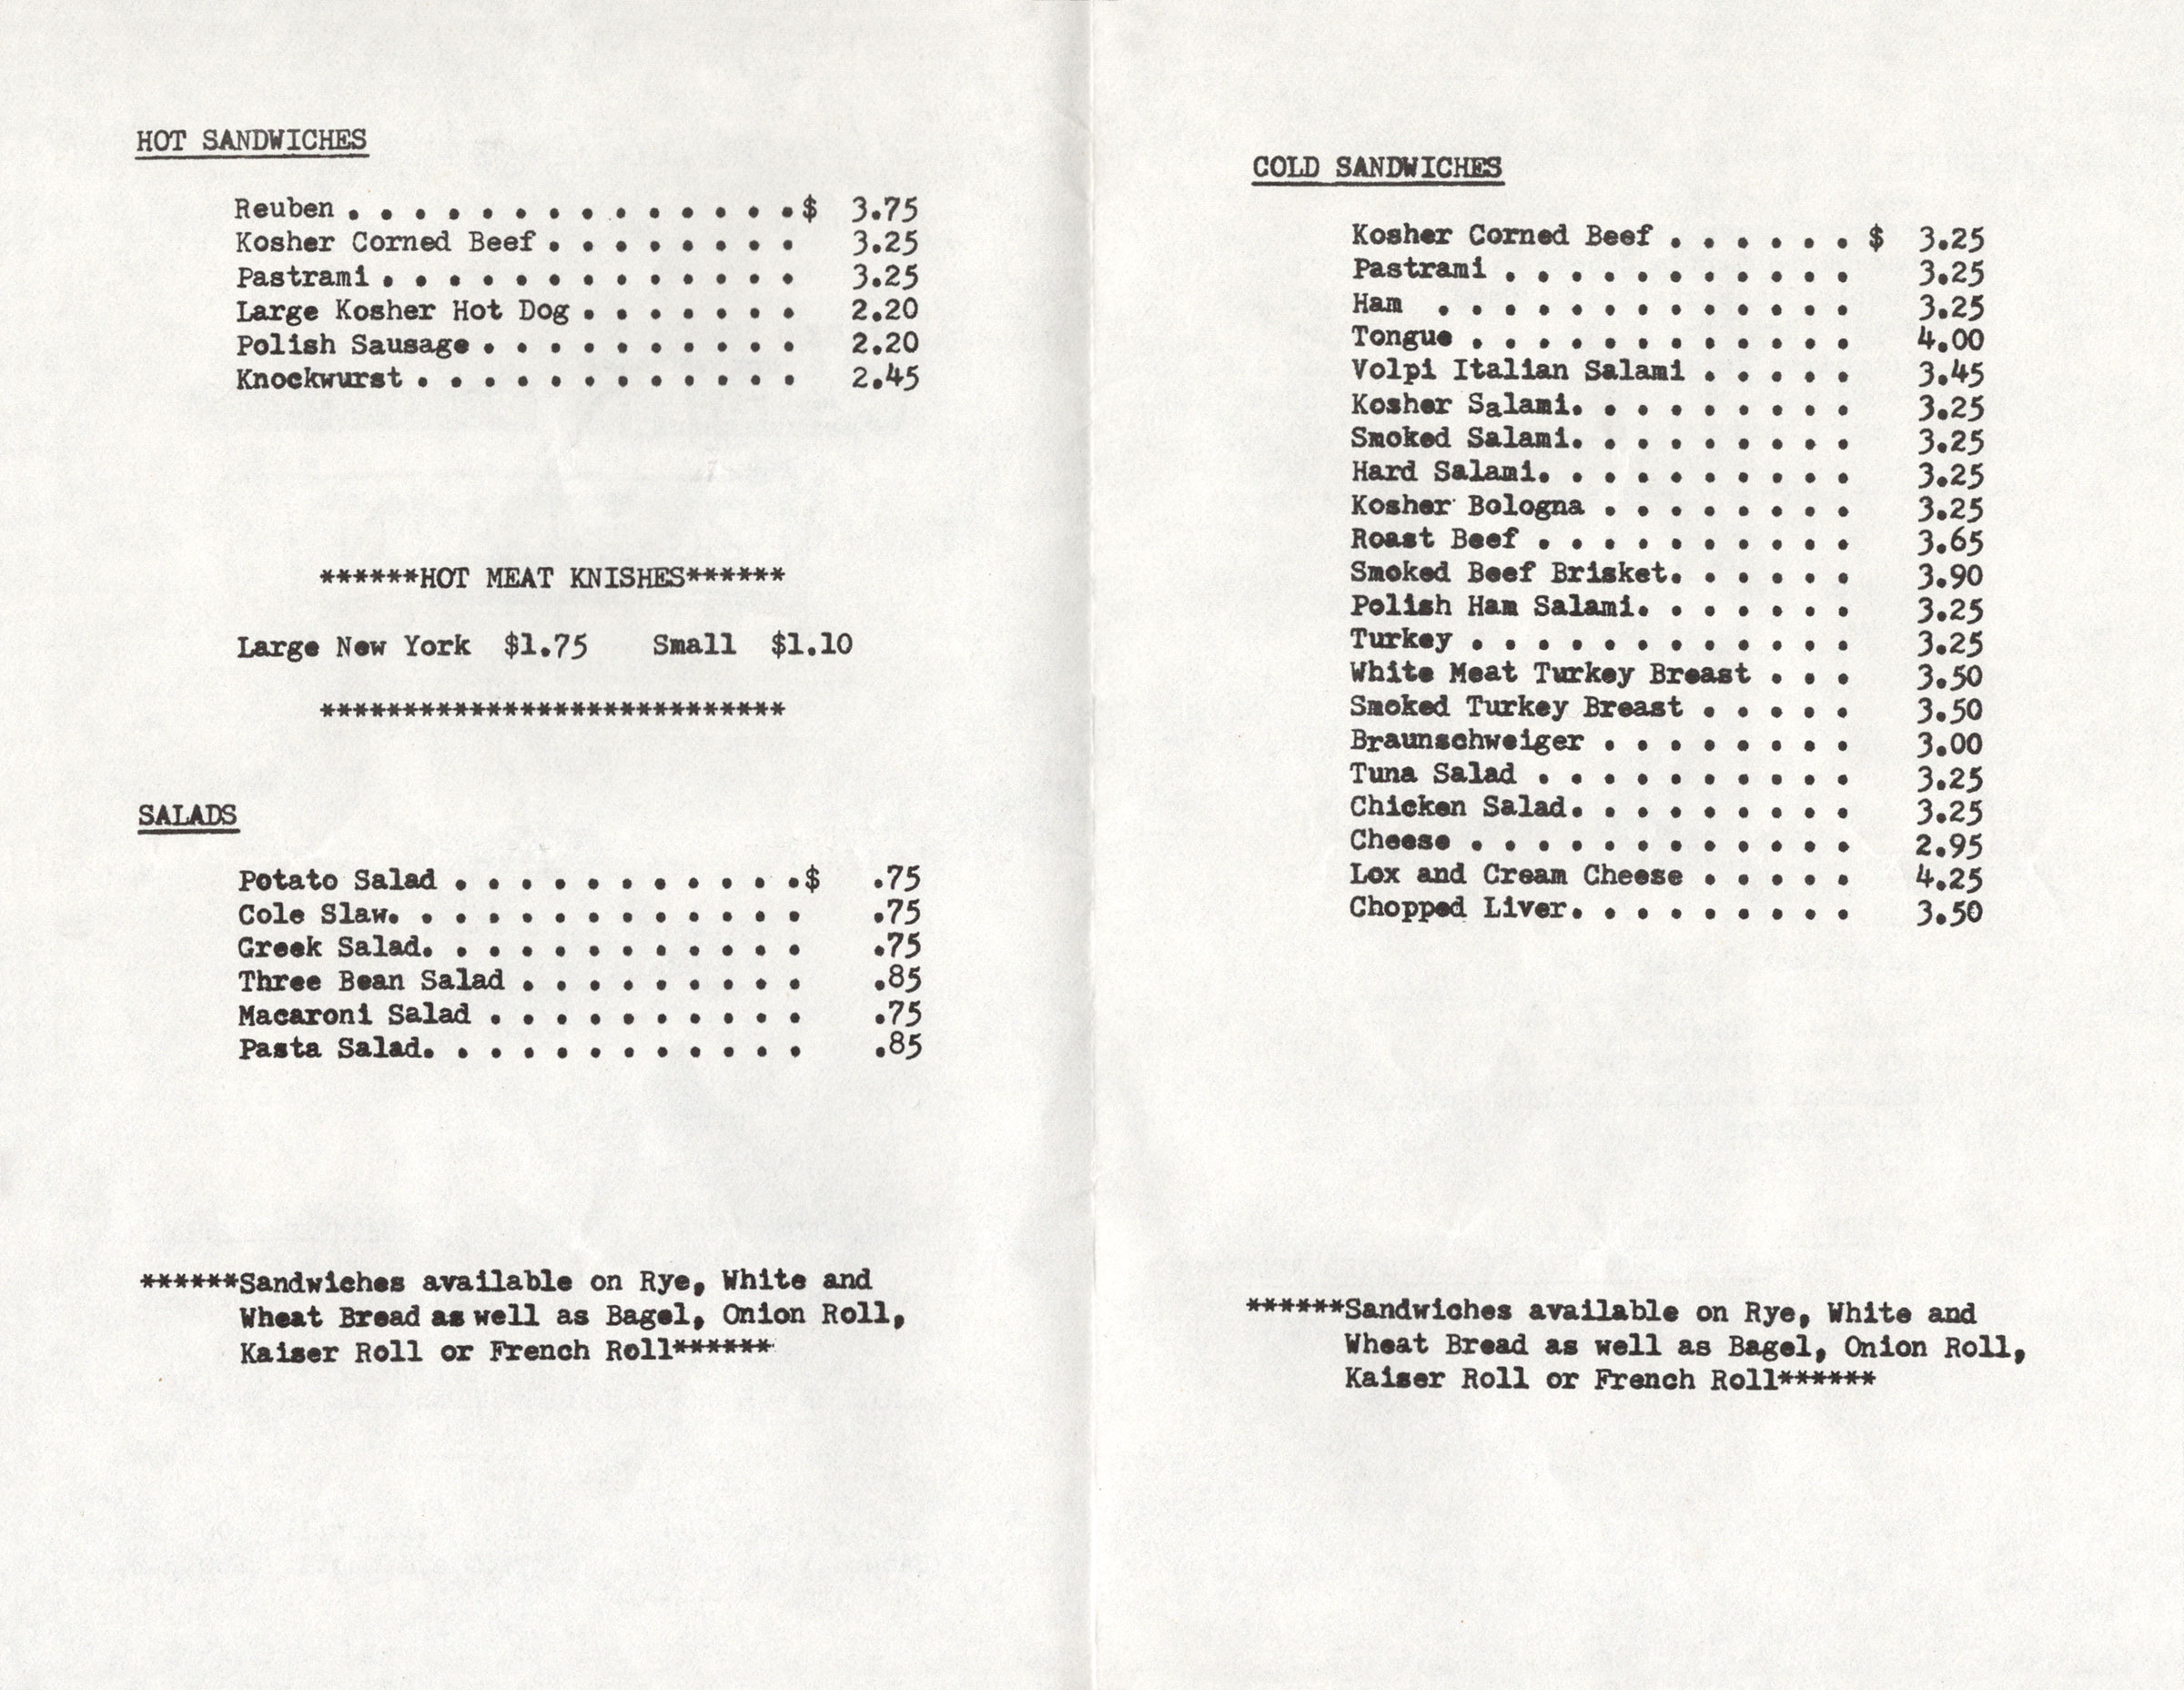 HOT SANDWICHES
Reuben . . . . . . . . . . . . . .$ 3.75
Kosher Corned Beef. . . . . . . . 3.25
Pastrami . . . . . . . . . . . . . 3.25
Large Kosher Hot Dog . . . . . . . 2.20
Polish Sausage . . . . . . . . . . 2.20
Knockwurst . . . . . . . . . . . . 2.45
******HOT MEAT KNISHES******
Large New York $1.75 Small $1.10
****************************
SALADS
Potato Salad . . . . . . . . . . .$ .75
Cole Slaw. . . . . . . . . . . . . .75
Greek Salad. . . . . . . . . . . . .75
Three Bean Salad . . . . . . . . . .85
Macaroni Salad . . . . . . . . . . .75
Pasta Salad. . . . . . . . . . . . .85
******Sandwiches available on Rye, White and
Wheat Bread as well as Bagel, Onion Roll,
Kaiser Roll or French Roll******
COLD SANDWICHES
Kosher Corned Beef . . . . . . $ 3.25
Pastrami . . . . . . . . . . . 3.25
Ham . . . . . . . . . . . . . 3.25
Tongue . . . . . . . . . . . . 4.00
Volpi Italian Salami . . . . . 3.45
Kosher Salami. . . . . . . . . 3.25
Smoked Salami. . . . . . . . . 3.25
Hard Salami. . . . . . . . . . 3.25
Kosher Bologna . . . . . . . . 3.25
Roast Beef . . . . . . . . . . 3.65
Smoked Beef Brisket. . . . . . 3.90
Polish Ham Salami. . . . . . . 3.25
Turkey . . . . . . . . . . . . 3.25
White Meat Turkey Breast . . . 3.50
Smoked Turkey Breast . . . . . 3.50
Braunschweiger . . . . . . . . 3.00
Tuna Salad . . . . . . . . . . 3.25
Chicken Salad. . . . . . . . . 3.25
Cheese . . . . . . . . . . . . 2.95
Lox and Cream Cheese . . . . . 4.25
Chopped Liver. . . . . . . . . 3.50
******Sandwiches available on Rye, White and
Wheat Bread as well as Bagel, Onion Roll,
Kaiser Roll or French Roll******